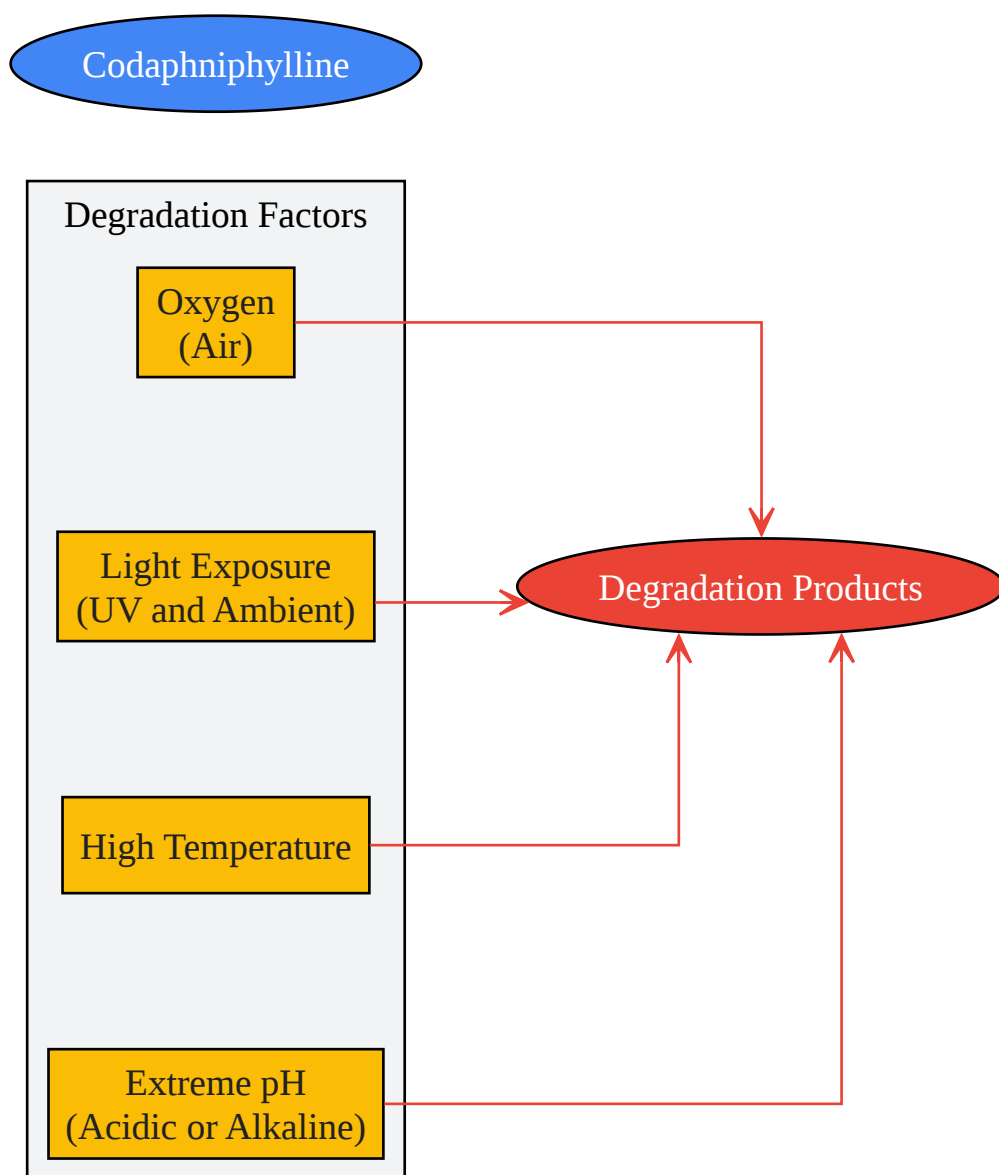 Codaphniphylline
Degradation Factors
Oxygen
(Air)
Light Exposure
(UV and Ambient)
Degradation Products
High Temperature
Extreme pH
(Acidic or Alkaline)